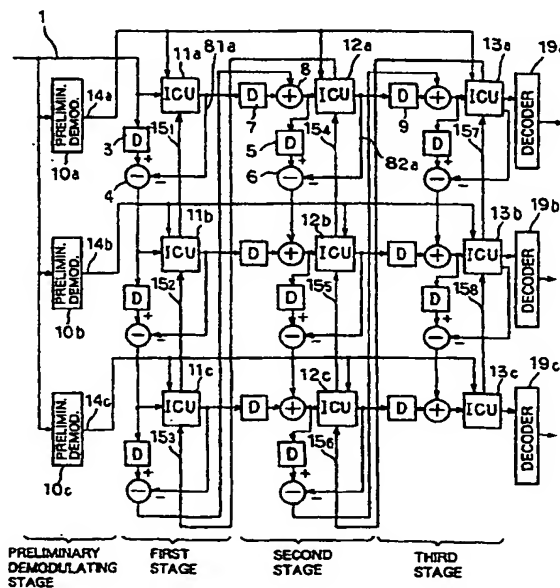 1
11a
81a
12a
13a
19a
PRELIMIN. DEMOD.
14a
ICU
D
+
8
ICU
D
+
ICU
DECODER
10a
3
D
+
15₁
7
5
D
+
15₄
9
D
+
15₇
4
−
6
−
82a
−
11b
12b
13b
19b
PRELIMIN. DEMOD.
14b
ICU
D
+
ICU
D
+
ICU
DECODER
10b
D
+
15₂
D
+
15₅
D
+
15₈
−
−
−
11c
12c
13c
19c
PRELIMIN. DEMOD.
14c
ICU
D
+
ICU
D
+
ICU
DECODER
10c
D
+
15₃
D
+
15₆
−
−
PRELIMINARY DEMODULATING STAGE
FIRST STAGE
SECOND STAGE
THIRD STAGE